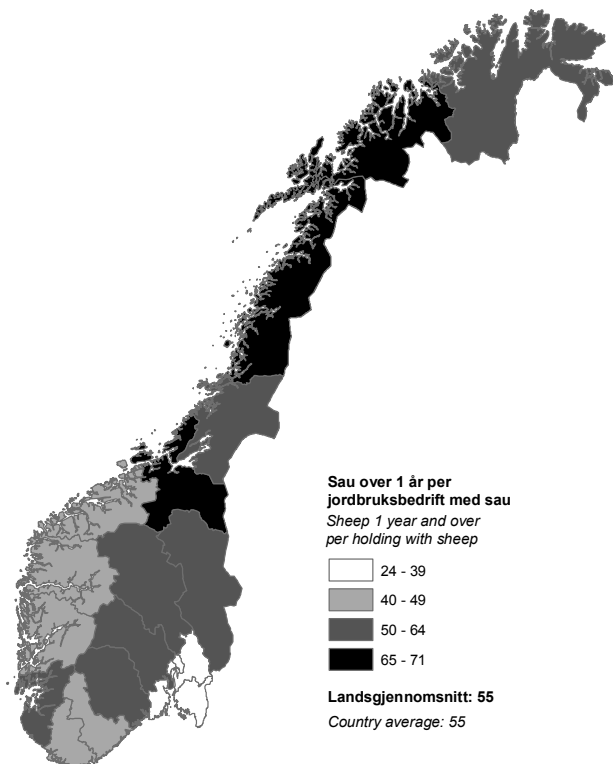 Sau over 1 år per
jordbruksbedrift med sau
Sheep 1 year and over
per holding with sheep
24 - 39
40 - 49
50 - 64
65 - 71
Landsgjennomsnitt: 55
Country average: 55